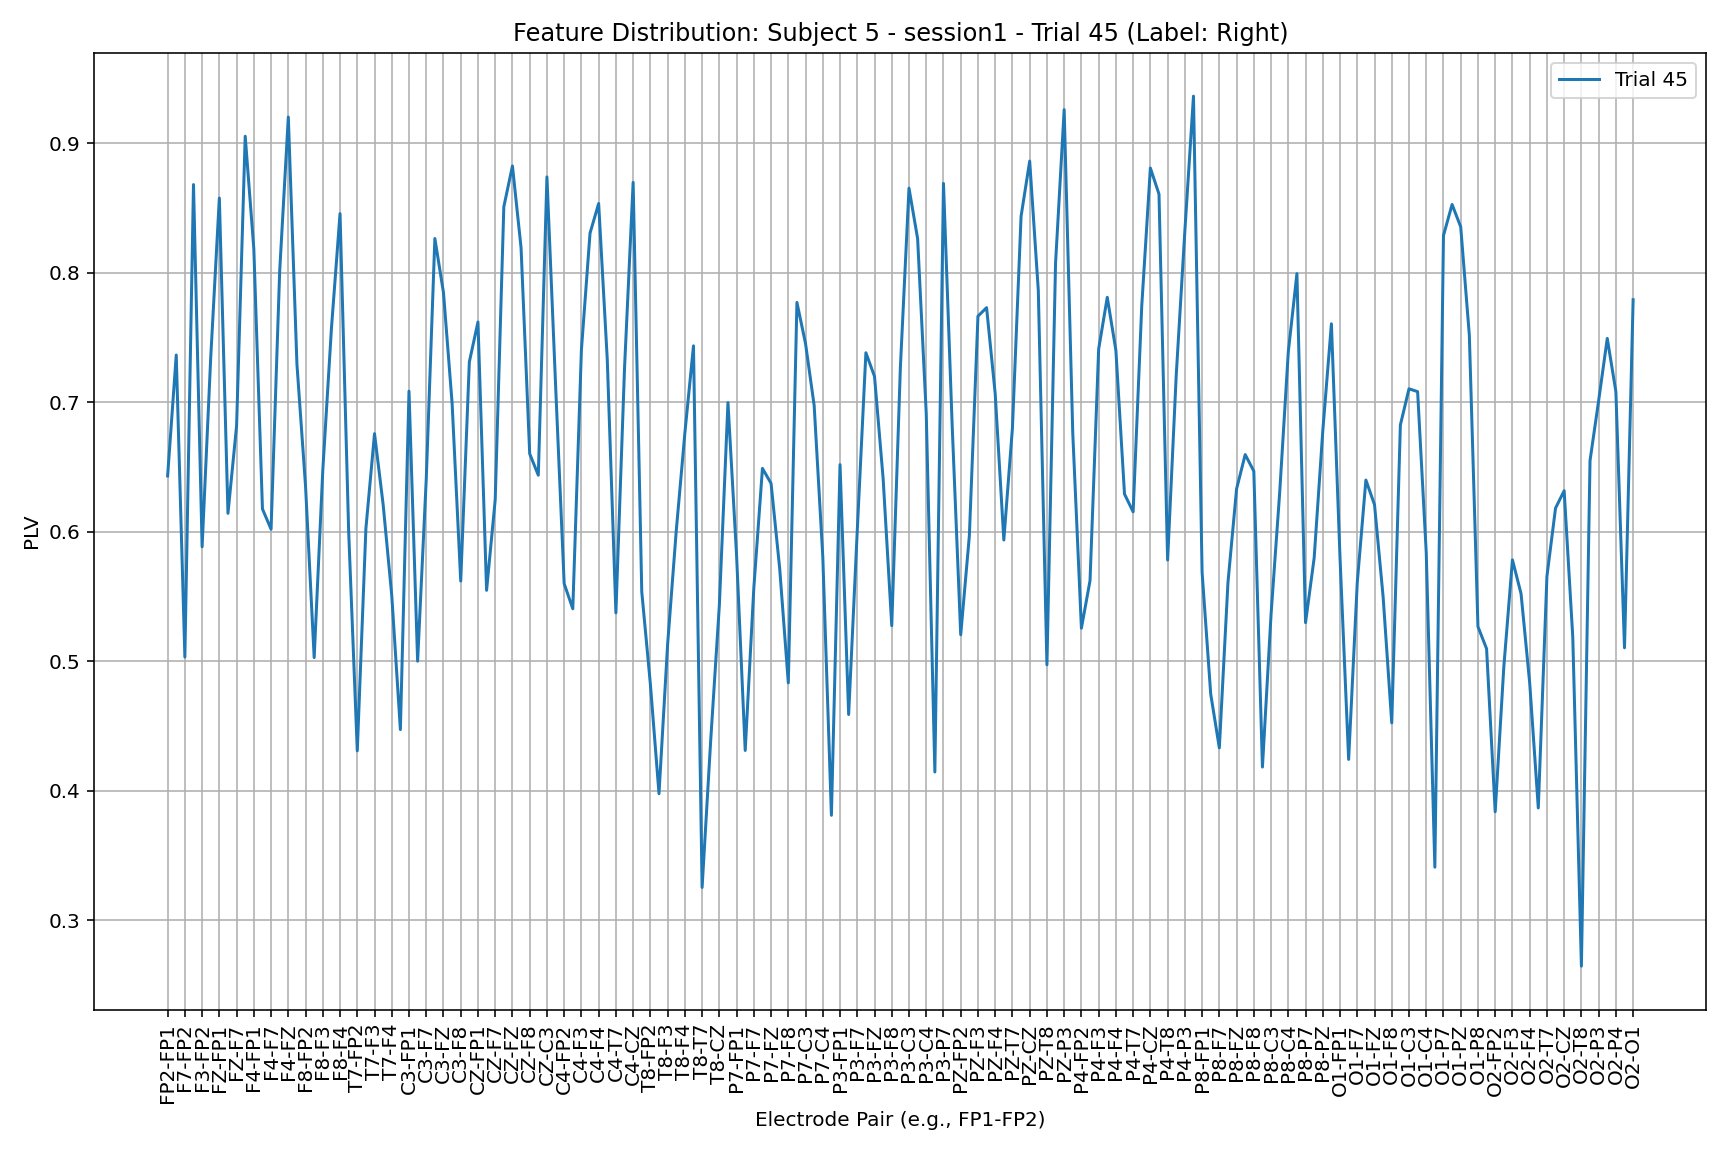 Feature Distribution: Subject 5 - session1 - Trial 45 (Label: Right)
Trial 45
PLV
0.9
0.8
0.7
0.6
0.5
0.4
0.3
FP2-FP1
F7-FP2
F3-FP2
FZ-FP1
FZ-F7
F4-FP1
F4-F7
F4-FZ
F8-FP2
F8-F3
F8-F4
T7-FP2
T7-F3
T7-F4
C3-FP1
C3-F7
C3-FZ
C3-F8
CZ-FP1
CZ-F7
CZ-FZ
CZ-F8
CZ-C3
C4-FP2
C4-F3
C4-F4
C4-T7
C4-CZ
T8-FP2
T8-F3
T8-F4
T8-T7
T8-CZ
P7-FP1
P7-F7
P7-FZ
P7-F8
P7-C3
P7-C4
P3-FP1
P3-F7
P3-FZ
P3-F8
P3-C3
P3-C4
P3-P7
PZ-FP2
PZ-F3
PZ-F4
PZ-T7
PZ-CZ
PZ-T8
PZ-P3
P4-FP2
P4-F3
P4-F4
P4-T7
P4-CZ
P4-T8
P4-P3
P8-FP1
P8-F7
P8-FZ
P8-F8
P8-C3
P8-C4
P8-P7
P8-PZ
O1-FP1
O1-F7
O1-FZ
O1-F8
O1-C3
O1-C4
O1-P7
O1-PZ
O1-P8
O2-FP2
O2-F3
O2-F4
O2-T7
O2-CZ
O2-T8
O2-P3
O2-P4
O2-O1
Electrode Pair (e.g., FP1-FP2)